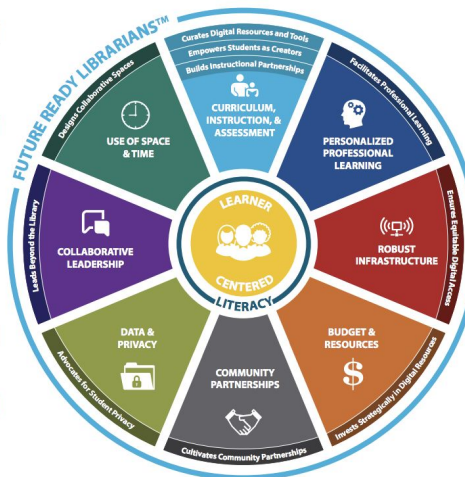 FUTURE READY LIBRARIANS™
Curates Digital Resources and Tools
Empowers Students as Creators
Builds Instructional Partnerships
CURRICULUM,
INSTRUCTION, &
ASSESSMENT
Facilitates Professional Learning
PERSONALIZED
PROFESSIONAL
LEARNING
Ensures Equitable Digital Access
ROBUST
INFRASTRUCTURE
Invests Strategically in Digital Resources
BUDGET &
RESOURCES
$
COMMUNITY
PARTNERSHIPS
Cultivates Community Partnerships
DATA &
PRIVACY
Advocates for Student Privacy
COLLABORATIVE
LEADERSHIP
Leads Beyond the Library
USE OF SPACE
& TIME
Designs Collaborative Spaces
LEARNER
CENTERED
LITERACY